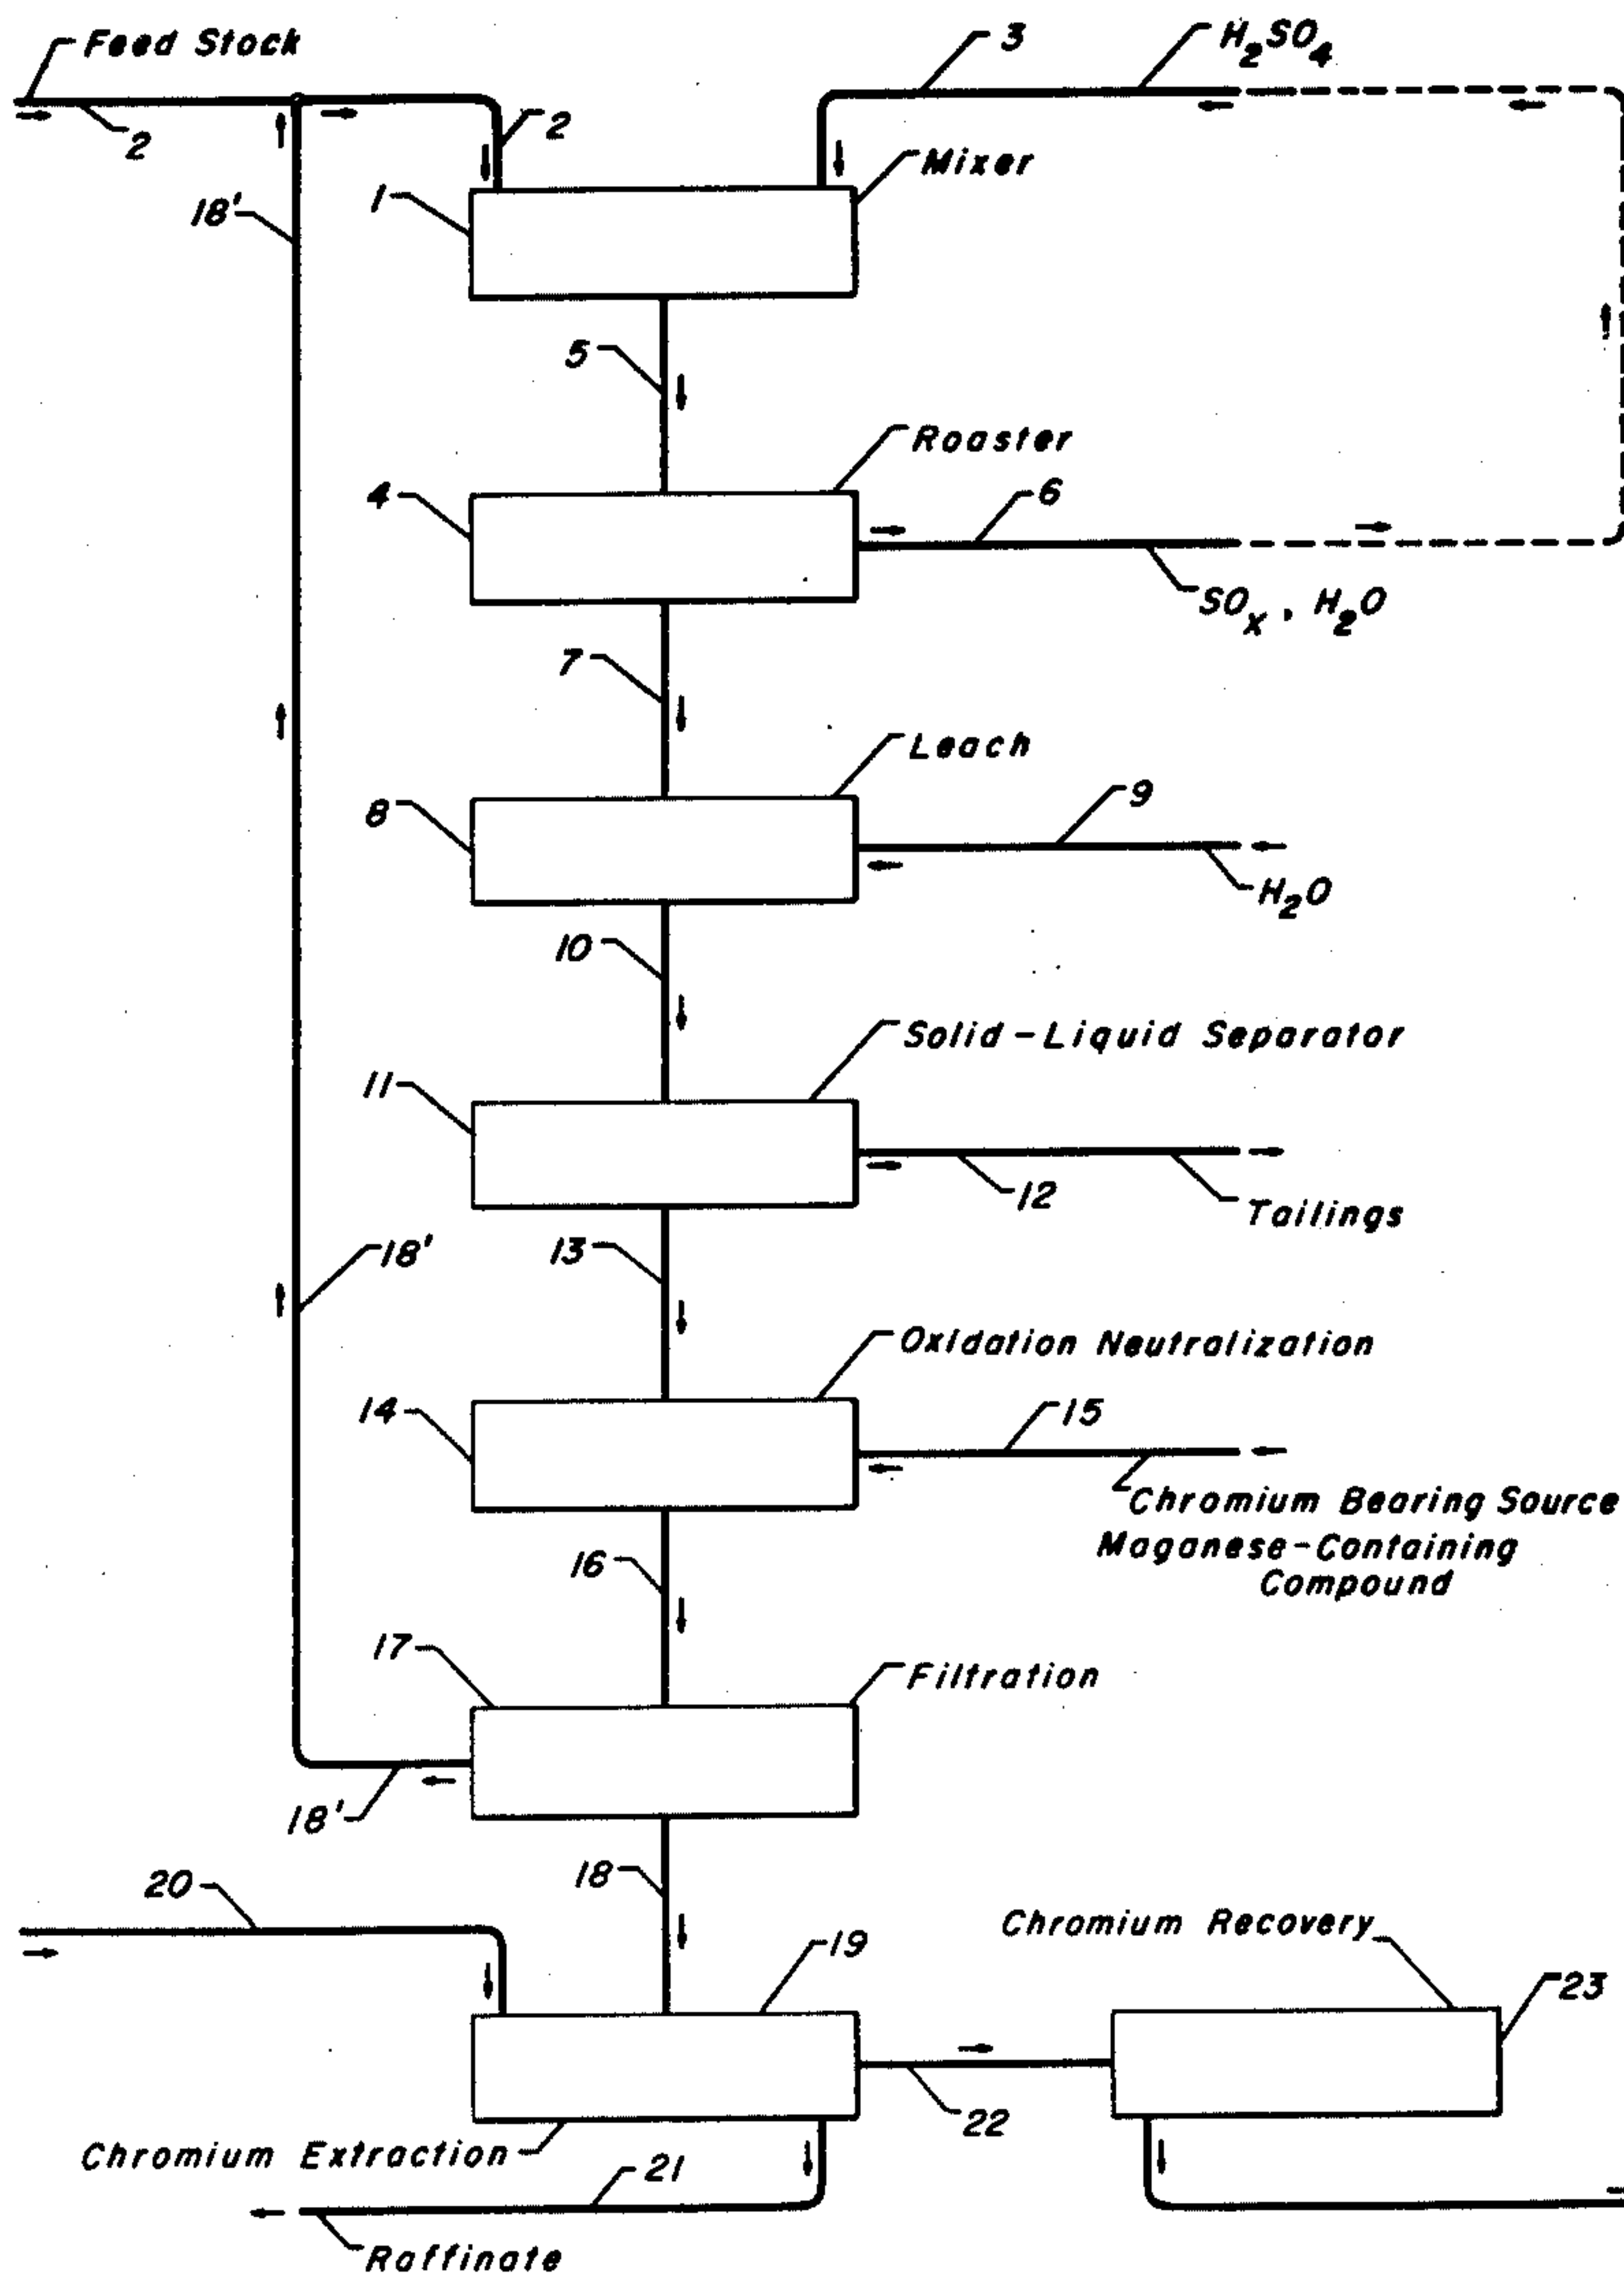 Feed Stock
3
H2SO4
2
2
Mixer
1
18'
5
Roaster
4
6
SOx, H2O
7
Leach
8
9
H2O
10
Solid-Liquid Separator
11
12
Tailings
13
18'
Oxidation Neutralization
14
15
Chromium Bearing Source
Maganese-Containing
Compound
16
17
Filtration
18'
18
20
19
Chromium Recovery
23
22
Chromium Extraction
21
Raffinate